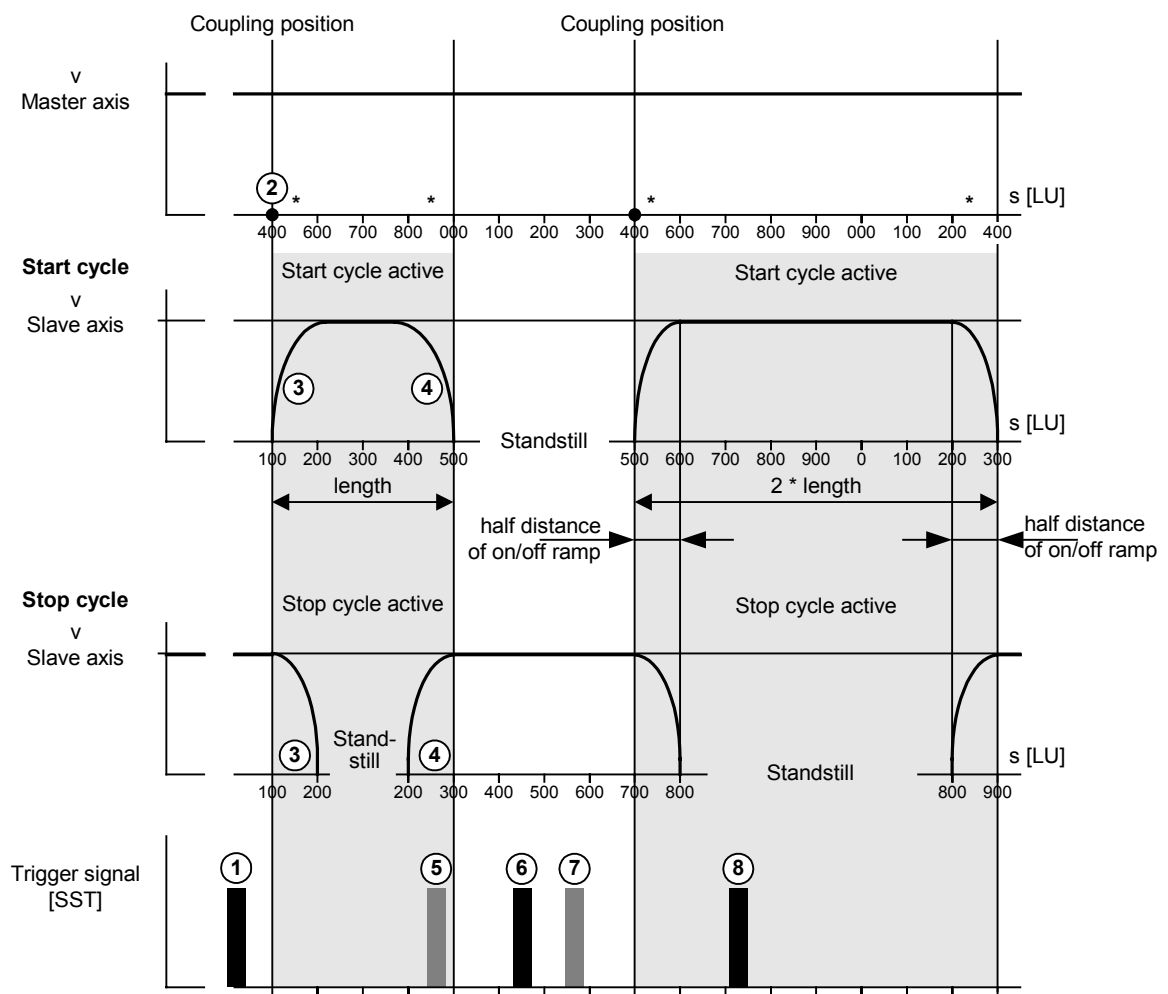 Coupling position Coupling position
v
Master axis
2 * * * * s [LU]
400 600 600 700 800 000 100 200 300 400 600 700 800 900 000 100 200 400
Start cycle Start cycle active Start cycle active
v
Slave axis
3 4
Standstill s [LU]
100 200 300 400 500 500 600 700 800 900 0 100 200 300
length 2 * length
half distance half distance
of on/off ramp of on/off ramp
Stop cycle Stop cycle active Stop cycle active
v
Slave axis
Stand-
still
3 4 Standstill s [LU]
100 200 200 300 400 500 600 700 800 800 900
Trigger signal
[SST]
1 5 6 7 8